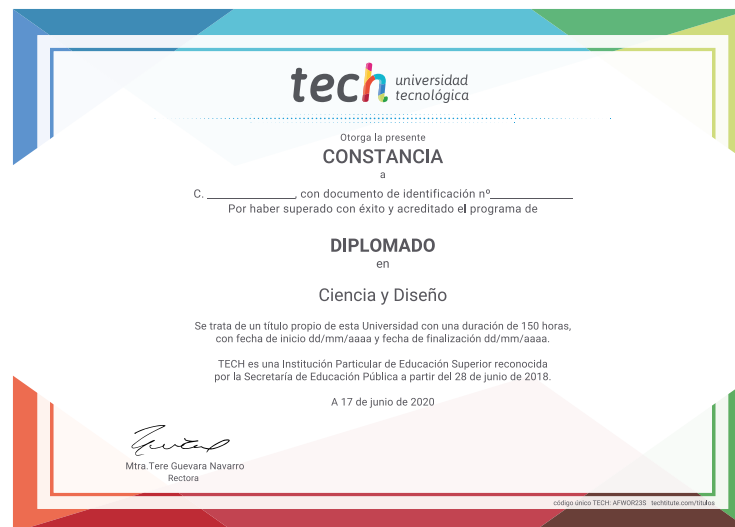 tech universidad
tecnológica
Otorga la presente
CONSTANCIA
a
C. ________________, con documento de identificación nº_______________
Por haber superado con éxito y acreditado el programa de
DIPLOMADO
en
Ciencia y Diseño
Se trata de un título propio de esta Universidad con una duración de 150 horas,
con fecha de inicio dd/mm/aaaa y fecha de finalización dd/mm/aaaa.
TECH es una Institución Particular de Educación Superior reconocida
por la Secretaría de Educación Pública a partir del 28 de junio de 2018.
A 17 de junio de 2020
Mtra.Tere Guevara Navarro
Rectora
código único TECH: AFWOR23S techtitute.com/titulos